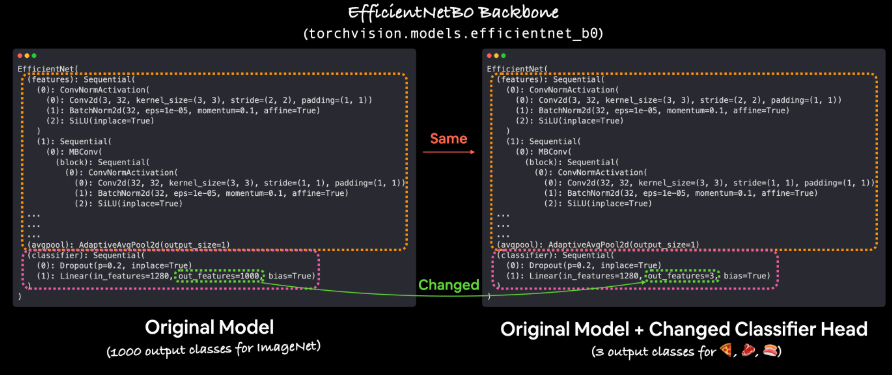 EfficientNetB0 Backbone
(torchvision.models.efficientnet_b0)
EfficientNet(
(features): Sequential(
(0): ConvNormActivation(
(0): Conv2d(3, 32, kernel_size=(3, 3), stride=(2, 2), padding=(1, 1))
(1): BatchNorm2d(32, eps=1e-05, momentum=0.1, affine=True)
(2): SiLU(inplace=True)
)
(1): Sequential(
(0): MBConv(
(block): Sequential(
(0): ConvNormActivation(
(0): Conv2d(32, 32, kernel_size=(3, 3), stride=(1, 1), padding=(1, 1))
(1): BatchNorm2d(32, eps=1e-05, momentum=0.1, affine=True)
(2): SiLU(inplace=True)
...
...
...
(avgpool): AdaptiveAvgPool2d(output_size=1)
(classifier): Sequential(
(0): Dropout(p=0.2, inplace=True)
(1): Linear(in_features=1280, out_features=1000, bias=True)
)
)
Original Model
(1000 output classes for ImageNet)
Same
Changed
EfficientNet(
(features): Sequential(
(0): ConvNormActivation(
(0): Conv2d(3, 32, kernel_size=(3, 3), stride=(2, 2), padding=(1, 1))
(1): BatchNorm2d(32, eps=1e-05, momentum=0.1, affine=True)
(2): SiLU(inplace=True)
)
(1): Sequential(
(0): MBConv(
(block): Sequential(
(0): ConvNormActivation(
(0): Conv2d(32, 32, kernel_size=(3, 3), stride=(1, 1), padding=(1, 1))
(1): BatchNorm2d(32, eps=1e-05, momentum=0.1, affine=True)
(2): SiLU(inplace=True)
...
...
...
(avgpool): AdaptiveAvgPool2d(output_size=1)
(classifier): Sequential(
(0): Dropout(p=0.2, inplace=True)
(1): Linear(in_features=1280, out_features=3, bias=True)
)
)
Original Model + Changed Classifier Head
(3 output classes for 🍕, 🥩, 🍣)